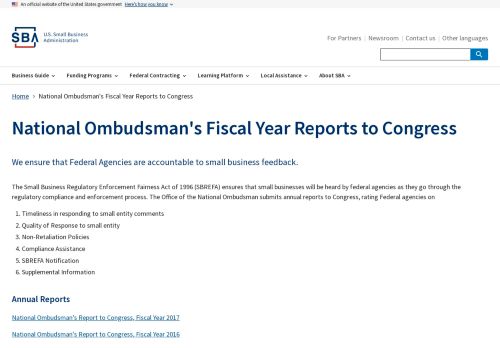 An official website of the United States government Here's how you know
SBA U.S. Small Business
Administration
For Partners Newsroom Contact us Other languages
Business Guide Funding Programs Federal Contracting Learning Platform Local Assistance About SBA
Home National Ombudsman's Fiscal Year Reports to Congress
National Ombudsman's Fiscal Year Reports to Congress
We ensure that Federal Agencies are accountable to small business feedback.
The Small Business Regulatory Enforcement Fairness Act of 1996 (SBREFA) ensures that small businesses will be heard by federal agencies as they go through the
regulatory compliance and enforcement process. The Office of the National Ombudsman submits annual reports to Congress, rating Federal agencies on
1. Timeliness in responding to small entity comments
2. Quality of Response to small entity
3. Non-Retaliation Policies
4. Compliance Assistance
5. SBREFA Notification
6. Supplemental Information
Annual Reports
National Ombudsman's Report to Congress, Fiscal Year 2017
National Ombudsman's Report to Congress, Fiscal Year 2016